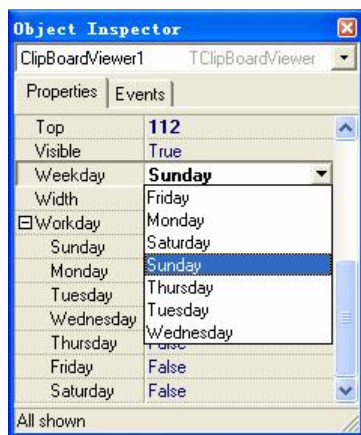 Object Inspector
ClipBoardViewer1 TClipBoardViewer
Properties Events
Top 112
Visible True
Weekday Sunday
Width Friday
Monday
Workday Saturday
Sunday Sunday
Monday Thursday
Tuesday Tuesday
Wednesday Wednesday
Thursday False
Friday False
Saturday False
All shown